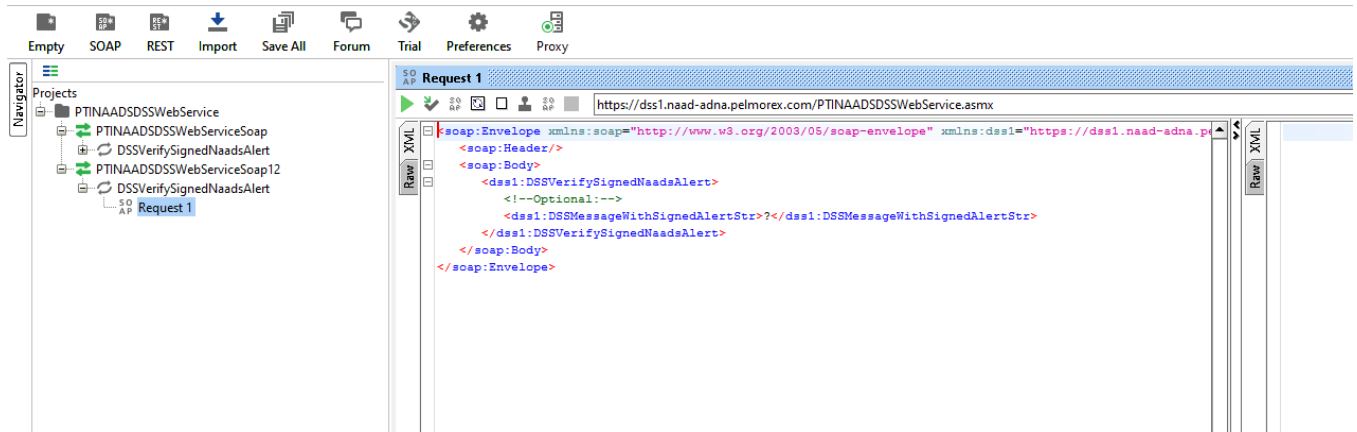 Empty SOAP REST Import Save All Forum Trial Preferences Proxy
Navigator
Projects
PTINAADSDSSWebService
PTINAADSDSSWebServiceSoap
DSSVerifySignedNaadsAlert
PTINAADSDSSWebServiceSoap12
DSSVerifySignedNaadsAlert
Request 1
Request 1
https://dss1.naad-adna.pelmorex.com/PTINAADSDSSWebService.asmx
XML
Raw
<soap:Envelope xmlns:soap="http://www.w3.org/2003/05/soap-envelope" xmlns:dss1="https://dss1.naad-adna.pe
<soap:Header/>
<soap:Body>
<dss1:DSSVerifySignedNaadsAlert>
<!--Optional:-->
<dss1:DSSMessageWithSignedAlertStr>?</dss1:DSSMessageWithSignedAlertStr>
</dss1:DSSVerifySignedNaadsAlert>
</soap:Body>
</soap:Envelope>
XML
Raw